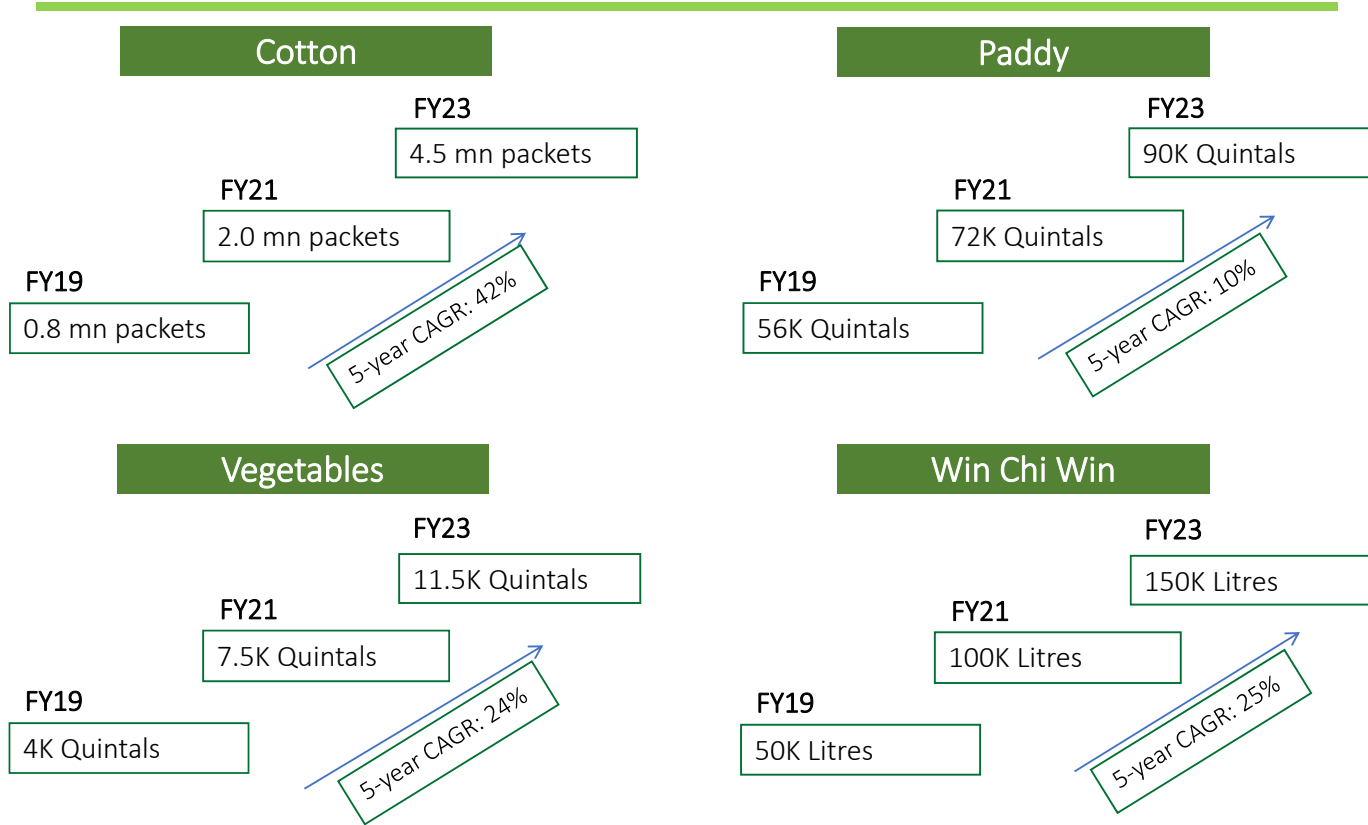 Cotton
FY23
4.5 mn packets
FY21
2.0 mn packets
FY19
0.8 mn packets
5-year CAGR: 42%
Paddy
FY23
90K Quintals
FY21
72K Quintals
FY19
56K Quintals
5-year CAGR: 10%
Vegetables
FY23
11.5K Quintals
FY21
7.5K Quintals
FY19
4K Quintals
5-year CAGR: 24%
Win Chi Win
FY23
150K Litres
FY21
100K Litres
FY19
50K Litres
5-year CAGR: 25%